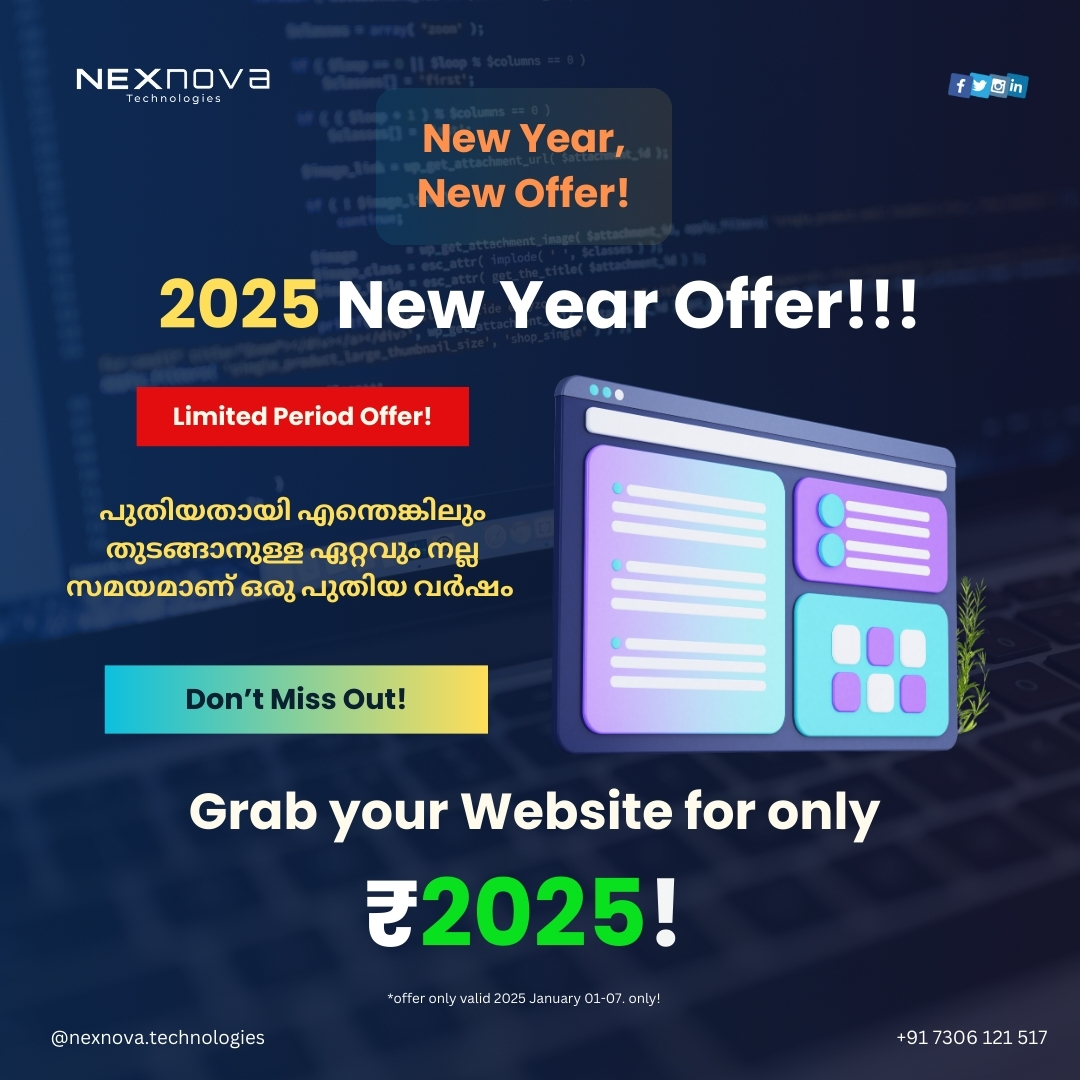 NEXNOVA
Technologies
New Year,
New Offer!
2025 New Year Offer!!!
Limited Period Offer!
പുതിയതായി എന്തെങ്കിലും
തുടങ്ങാനുള്ള ഏറ്റവും നല്ല
സമയമാണ് ഒരു പുതിയ വർഷം
Don’t Miss Out!
Grab your Website for only
₹2025!
*offer only valid 2025 January 01-07. only!
@nexnova.technologies
+91 7306 121 517